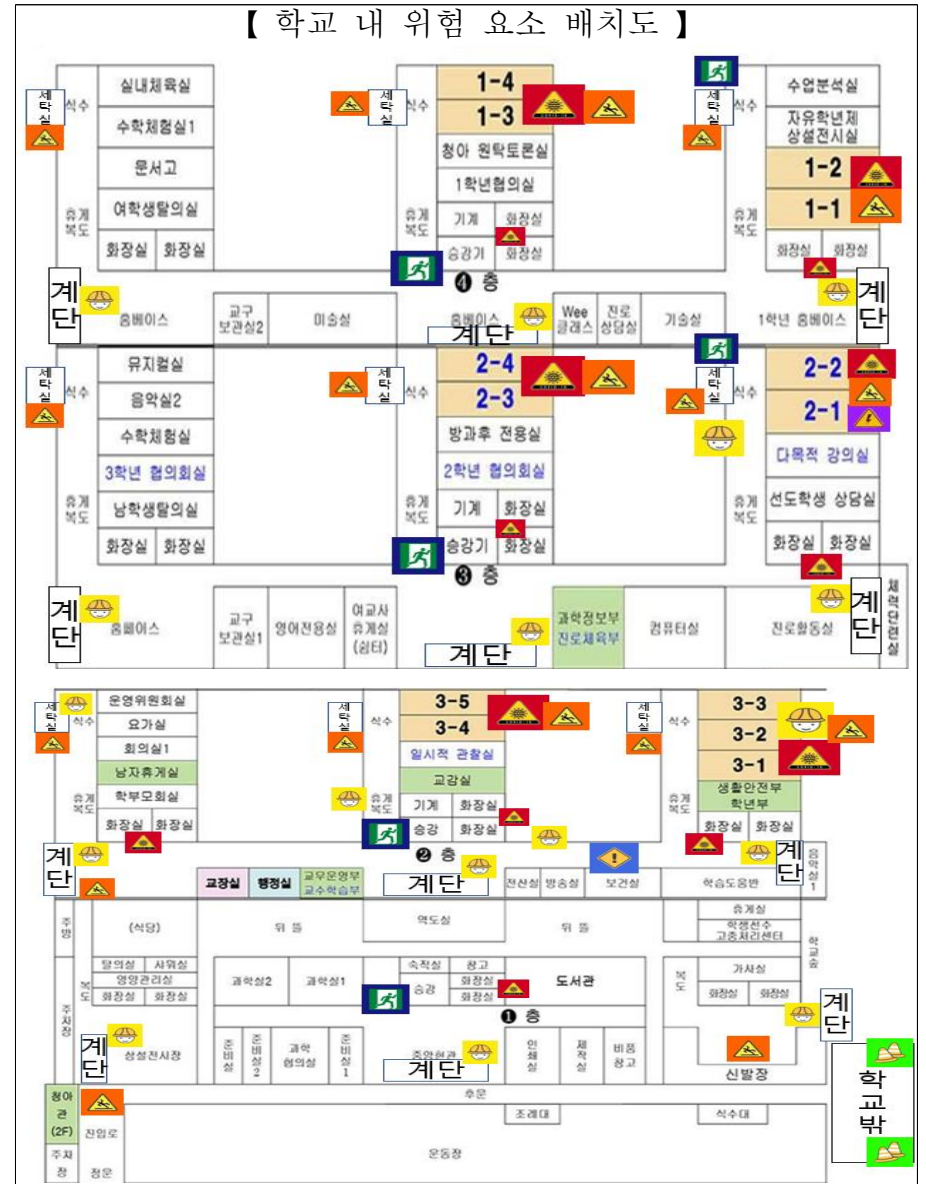 【 학교 내 위험 요소 배치도 】
세탁실
식수
실내체육실
수학체험실1
문서고
여학생탈의실
화장실 화장실
휴게복도
세탁실
식수
1-4
1-3
청아 원탁토론실
1학년협의실
기계 화장실
승강기 화장실
휴게복도
세탁실
식수
수업분석실
자유학년제
상설전시실
1-2
1-1
화장실 화장실
휴게복도
❹ 층
계단
홈베이스
교구
보관실2
미술실
홈베이스
계단
Wee
클래스
진로
상담실
기술실
1학년 홈베이스
계단
세탁실
식수
뮤지컬실
음악실2
수학체험실
3학년 협의회실
남학생탈의실
화장실 화장실
휴게복도
세탁실
식수
2-4
2-3
방과후 전용실
2학년 협의회실
기계 화장실
승강기 화장실
휴게복도
세탁실
식수
2-2
2-1
다목적 강의실
선도학생 상담실
화장실 화장실
휴게복도
❸ 층
계단
홈베이스
교구
보관실1
영어전용실
여교사
휴게실
(쉼터)
계단
과학정보부
진로체육부
컴퓨터실
진로활동실
계단
체력단련실
세탁실
식수
운영위원회실
요가실
회의실1
남자휴게실
학부모회실
화장실 화장실
휴게복도
세탁실
식수
3-5
3-4
일시적 관찰실
교감실
기계 화장실
승강 화장실
휴게복도
세탁실
식수
3-3
3-2
3-1
생활안전부
학년부
화장실 화장실
휴게복도
❷ 층
계단
교장실
행정실
교무운영부
교수학습부
계단
전산실
방송실
보건실
학습도움반
계단
음악실1
주방
(식당)
뒤 뜰
역도실
뒤 뜰
휴게실
학생선수
고충처리센터
학교숲
탈의실 샤워실
영양관리실
화장실 화장실
복도
주차장
과학실2
과학실1
숙직실 창고
승강 화장실
화장실
도서관
복도
가사실
화장실 화장실
❶ 층
계단
상설전시장
준비실
준비실2
과학
협의실
준비실1
중앙현관
계단
인쇄실
제작실
비품
창고
신발장
계단
학교밖
청아관
(2F)
진입로
후문
조례대
식수대
주차장
정문
운동장